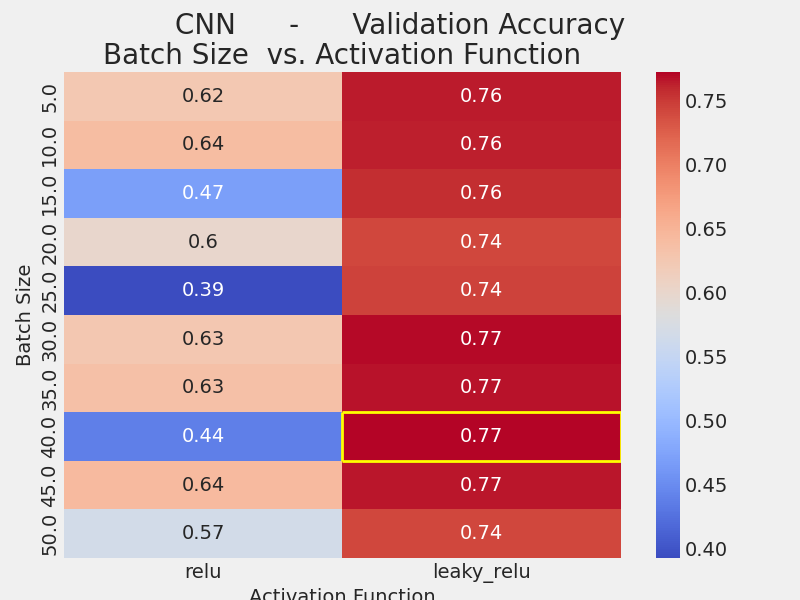 CNN - Validation Accuracy
Batch Size vs. Activation Function
Batch Size
5.0 0.62 0.76
10.0 0.64 0.76
15.0 0.47 0.76
20.0 0.6 0.74
25.0 0.39 0.74
30.0 0.63 0.77
35.0 0.63 0.77
40.0 0.44 0.77
45.0 0.64 0.77
50.0 0.57 0.74
relu leaky_relu
Activation Function
0.75
0.70
0.65
0.60
0.55
0.50
0.45
0.40